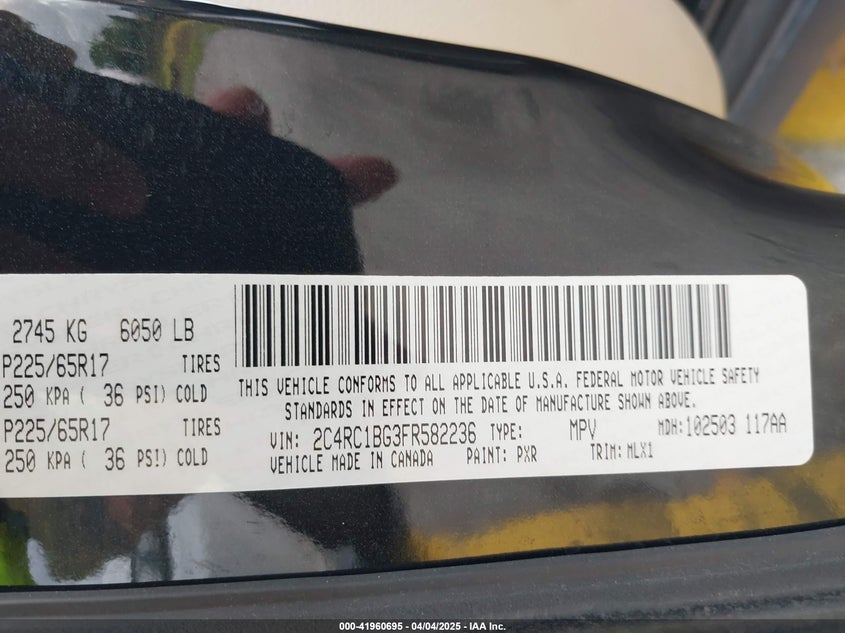 2745 KG 6050 LB
P225/65R17 TIRES
250 KPA ( 36 PSI) COLD
P225/65R17 TIRES
250 KPA ( 36 PSI) COLD
THIS VEHICLE CONFORMS TO ALL APPLICABLE U.S.A. FEDERAL MOTOR VEHICLE SAFETY
STANDARDS IN EFFECT ON THE DATE OF MANUFACTURE SHOWN ABOVE.
VIN: 2C4RC1BG3FR582236 TYPE: MPV MDH: 102503 117AA
VEHICLE MADE IN CANADA PAINT: PXR TRIM: MLX1
000-41960695 - 04/04/2025 - IAA Inc.